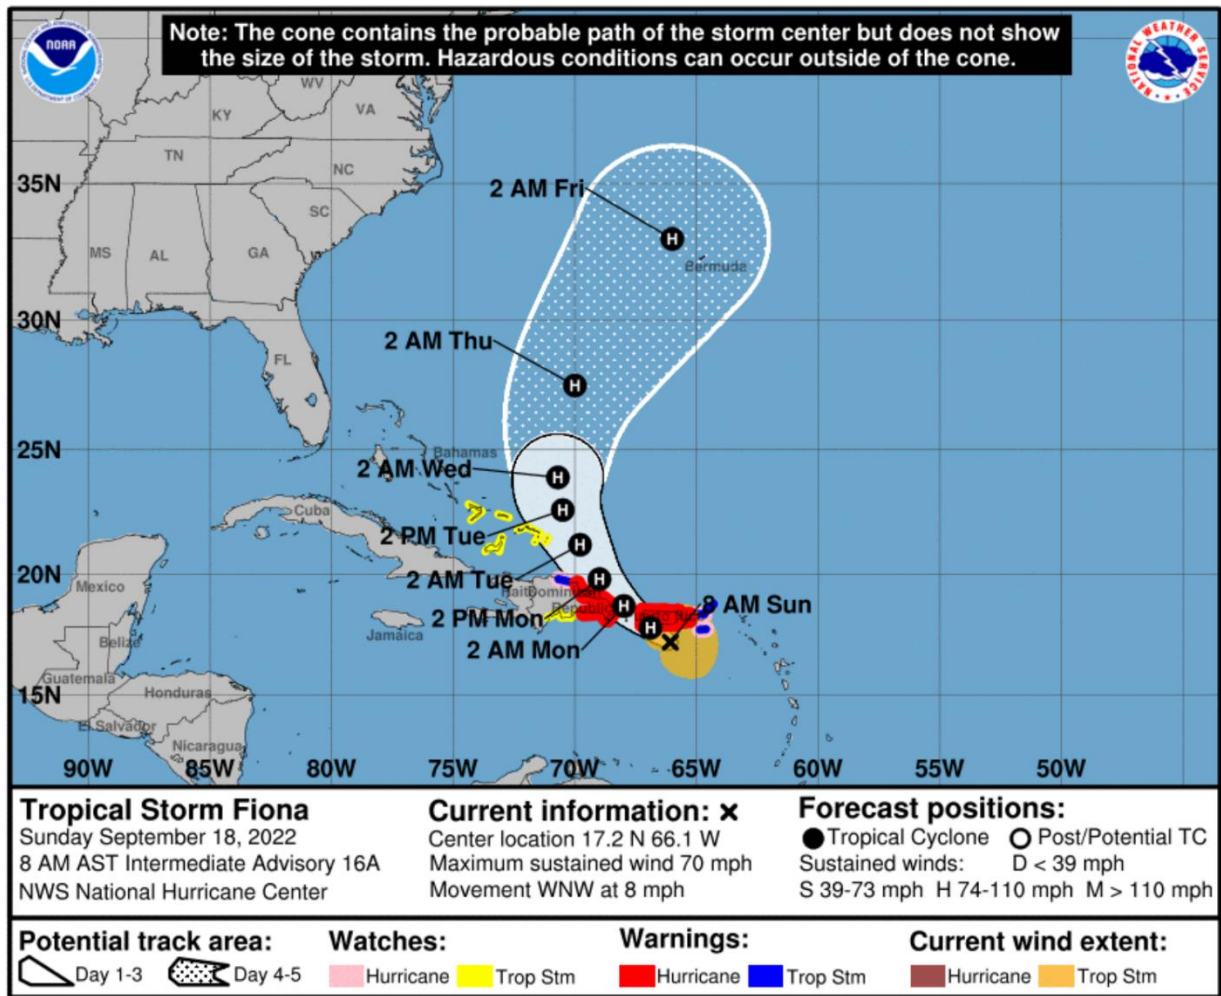 Note: The cone contains the probable path of the storm center but does not show
the size of the storm. Hazardous conditions can occur outside of the cone.
NOAA
NATIONAL WEATHER SERVICE
WV
KY
VA
TN
NC
35N
2 AM Fri
SC
MS
AL
GA
Bermuda
30N
2 AM Thu
FL
25N
Bahamas
2 AM Wed
Cuba
2 PM Tue
20N
2 AM Tue
Mexico
Haiti
Dominican
Republic
8 AM Sun
2 PM Mon
Jamaica
Belize
2 AM Mon
Guatemala
15N
Honduras
El Salvador
Nicaragua
90W 85W 80W 75W 70W 65W 60W 55W 50W
H
H
H
H
H
H
H
H
Tropical Storm Fiona
Sunday September 18, 2022
8 AM AST Intermediate Advisory 16A
NWS National Hurricane Center
Current information: x
Center location 17.2 N 66.1 W
Maximum sustained wind 70 mph
Movement WNW at 8 mph
Forecast positions:
Tropical Cyclone Post/Potential TC
Sustained winds: D < 39 mph
S 39-73 mph H 74-110 mph M > 110 mph
Potential track area:
Day 1-3 Day 4-5
Watches:
Hurricane Trop Stm
Warnings:
Hurricane Trop Stm
Current wind extent:
Hurricane Trop Stm